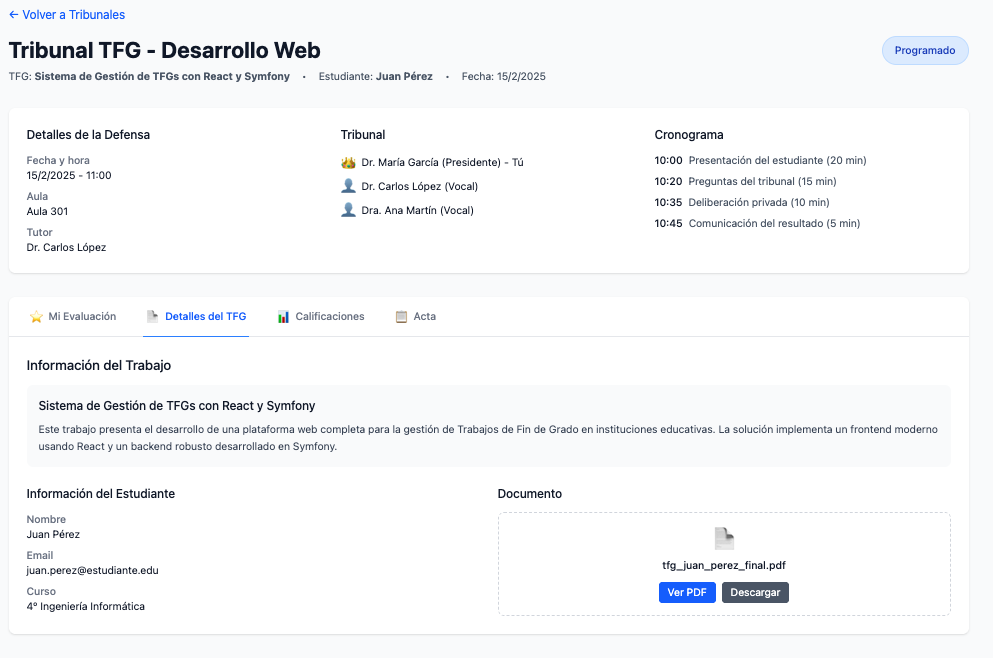 ← Volver a Tribunales
Tribunal TFG - Desarrollo Web
Programado
TFG: Sistema de Gestión de TFGs con React y Symfony • Estudiante: Juan Pérez • Fecha: 15/2/2025
Detalles de la Defensa
Fecha y hora
15/2/2025 - 11:00
Aula
Aula 301
Tutor
Dr. Carlos López
Tribunal
Dr. María García (Presidente) - Tú
Dr. Carlos López (Vocal)
Dra. Ana Martín (Vocal)
Cronograma
10:00 Presentación del estudiante (20 min)
10:20 Preguntas del tribunal (15 min)
10:35 Deliberación privada (10 min)
10:45 Comunicación del resultado (5 min)
Mi Evaluación Detalles del TFG Calificaciones Acta
Información del Trabajo
Sistema de Gestión de TFGs con React y Symfony
Este trabajo presenta el desarrollo de una plataforma web completa para la gestión de Trabajos de Fin de Grado en instituciones educativas. La solución implementa un frontend moderno
usando React y un backend robusto desarrollado en Symfony.
Información del Estudiante
Nombre
Juan Pérez
Email
juan.perez@estudiante.edu
Curso
4º Ingeniería Informática
Documento
tfg_juan_perez_final.pdf
Ver PDF Descargar